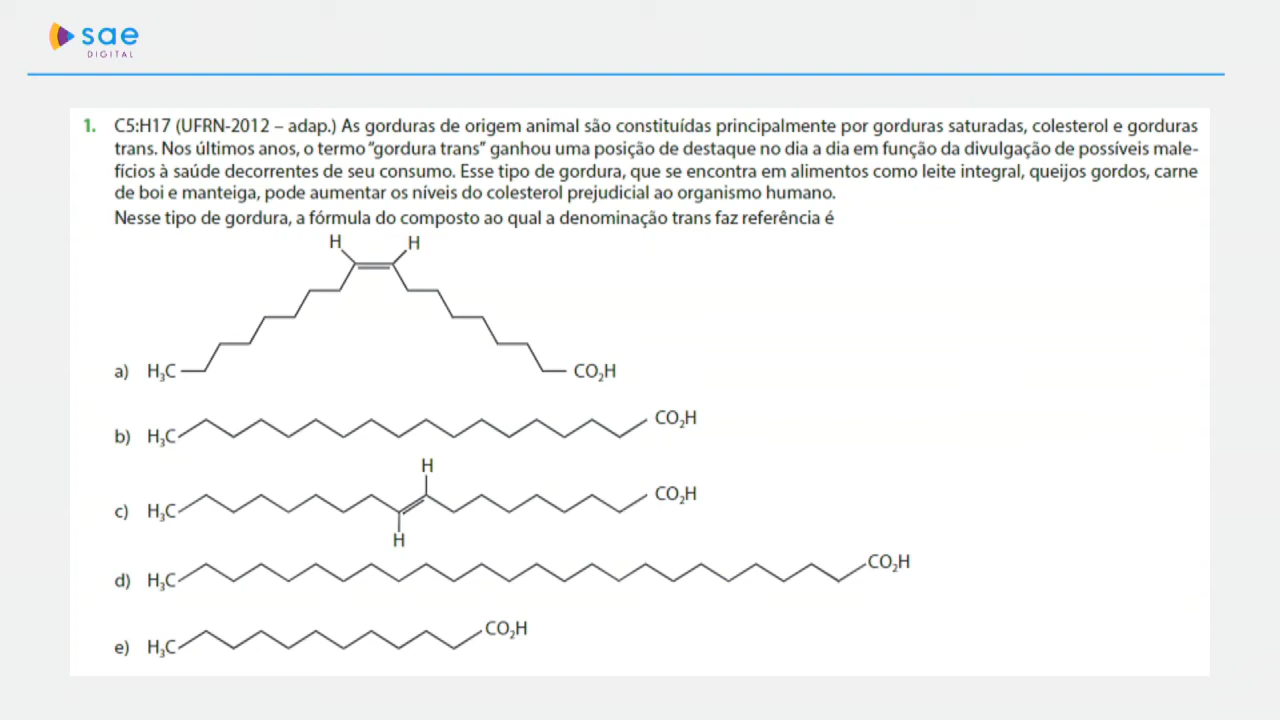 sae
DIGITAL
1. C5:H17 (UFRN-2012 – adap.) As gorduras de origem animal são constituídas principalmente por gorduras saturadas, colesterol e gorduras
trans. Nos últimos anos, o termo "gordura trans" ganhou uma posição de destaque no dia a dia em função da divulgação de possíveis male-
fícios à saúde decorrentes de seu consumo. Esse tipo de gordura, que se encontra em alimentos como leite integral, queijos gordos, carne
de boi e manteiga, pode aumentar os níveis do colesterol prejudicial ao organismo humano.
Nesse tipo de gordura, a fórmula do composto ao qual a denominação trans faz referência é
H H
a) H₃C CO₂H
b) H₃C CO₂H
H
c) H₃C CO₂H
H
d) H₃C CO₂H
e) H₃C CO₂H